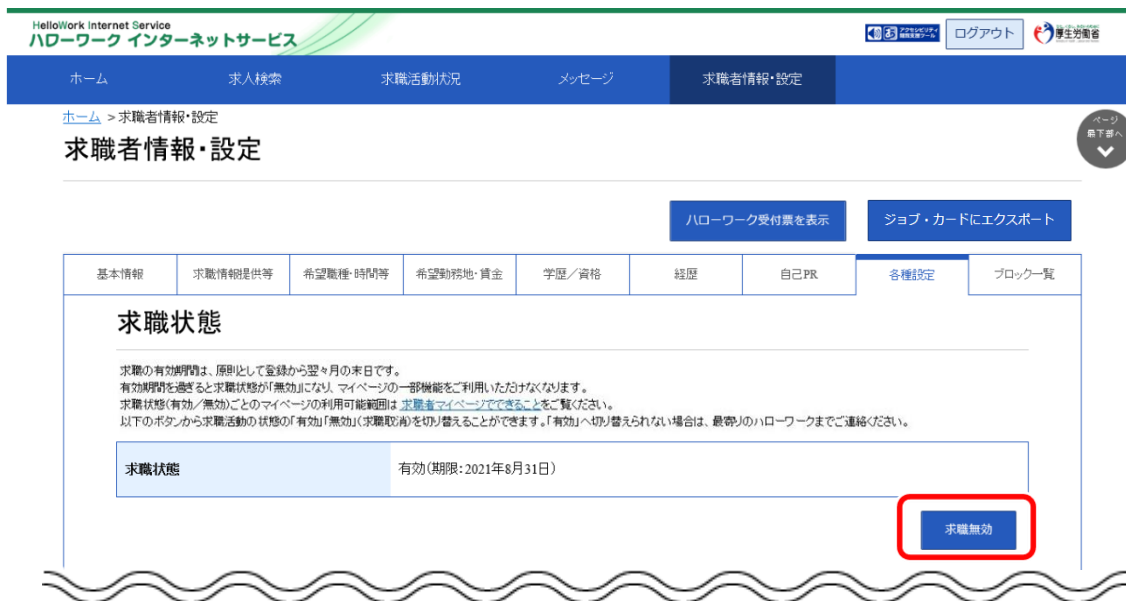 HelloWork Internet Service
ハローワーク インターネットサービス
アクセシビリティ
閲覧支援ツール
ログアウト
厚生労働省
ホーム
求人検索
求職活動状況
メッセージ
求職者情報・設定
ホーム >求職者情報・設定
ページ
最下部へ
求職者情報・設定
ハローワーク受付票を表示
ジョブ・カードにエクスポート
基本情報
求職情報提供等
希望職種・時間等
希望勤務地・賃金
学歴/資格
経歴
自己PR
各種設定
ブロック一覧
求職状態
求職の有効期間は、原則として登録から翌々月の末日です。
有効期間を過ぎると求職状態が「無効」になり、マイページの一部機能をご利用いただけなくなります。
求職状態(有効/無効)ごとのマイページの利用可能範囲は 求職者マイページでできることをご覧ください。
以下のボタンから求職活動の状態の「有効」「無効」(求職取消)を切り替えることができます。「有効」へ切り替えられない場合は、最寄りのハローワークまでご連絡ください。
求職状態
有効(期限:2021年8月31日)
求職無効